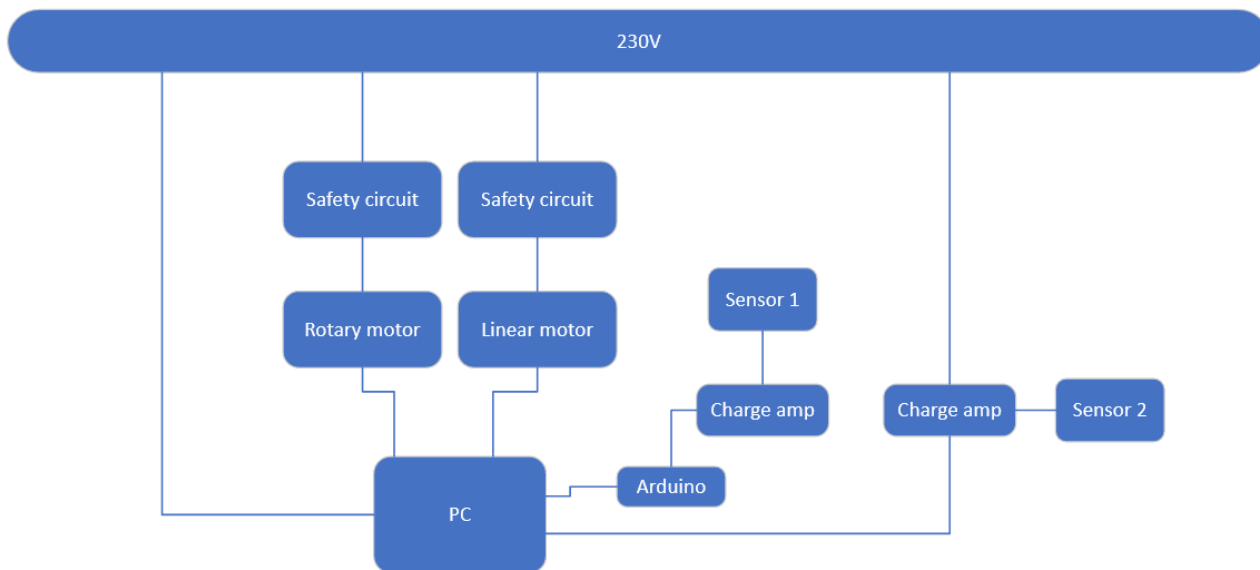 230V
Safety circuit
Safety circuit
Rotary motor
Linear motor
Sensor 1
Charge amp
Charge amp
Sensor 2
Arduino
PC